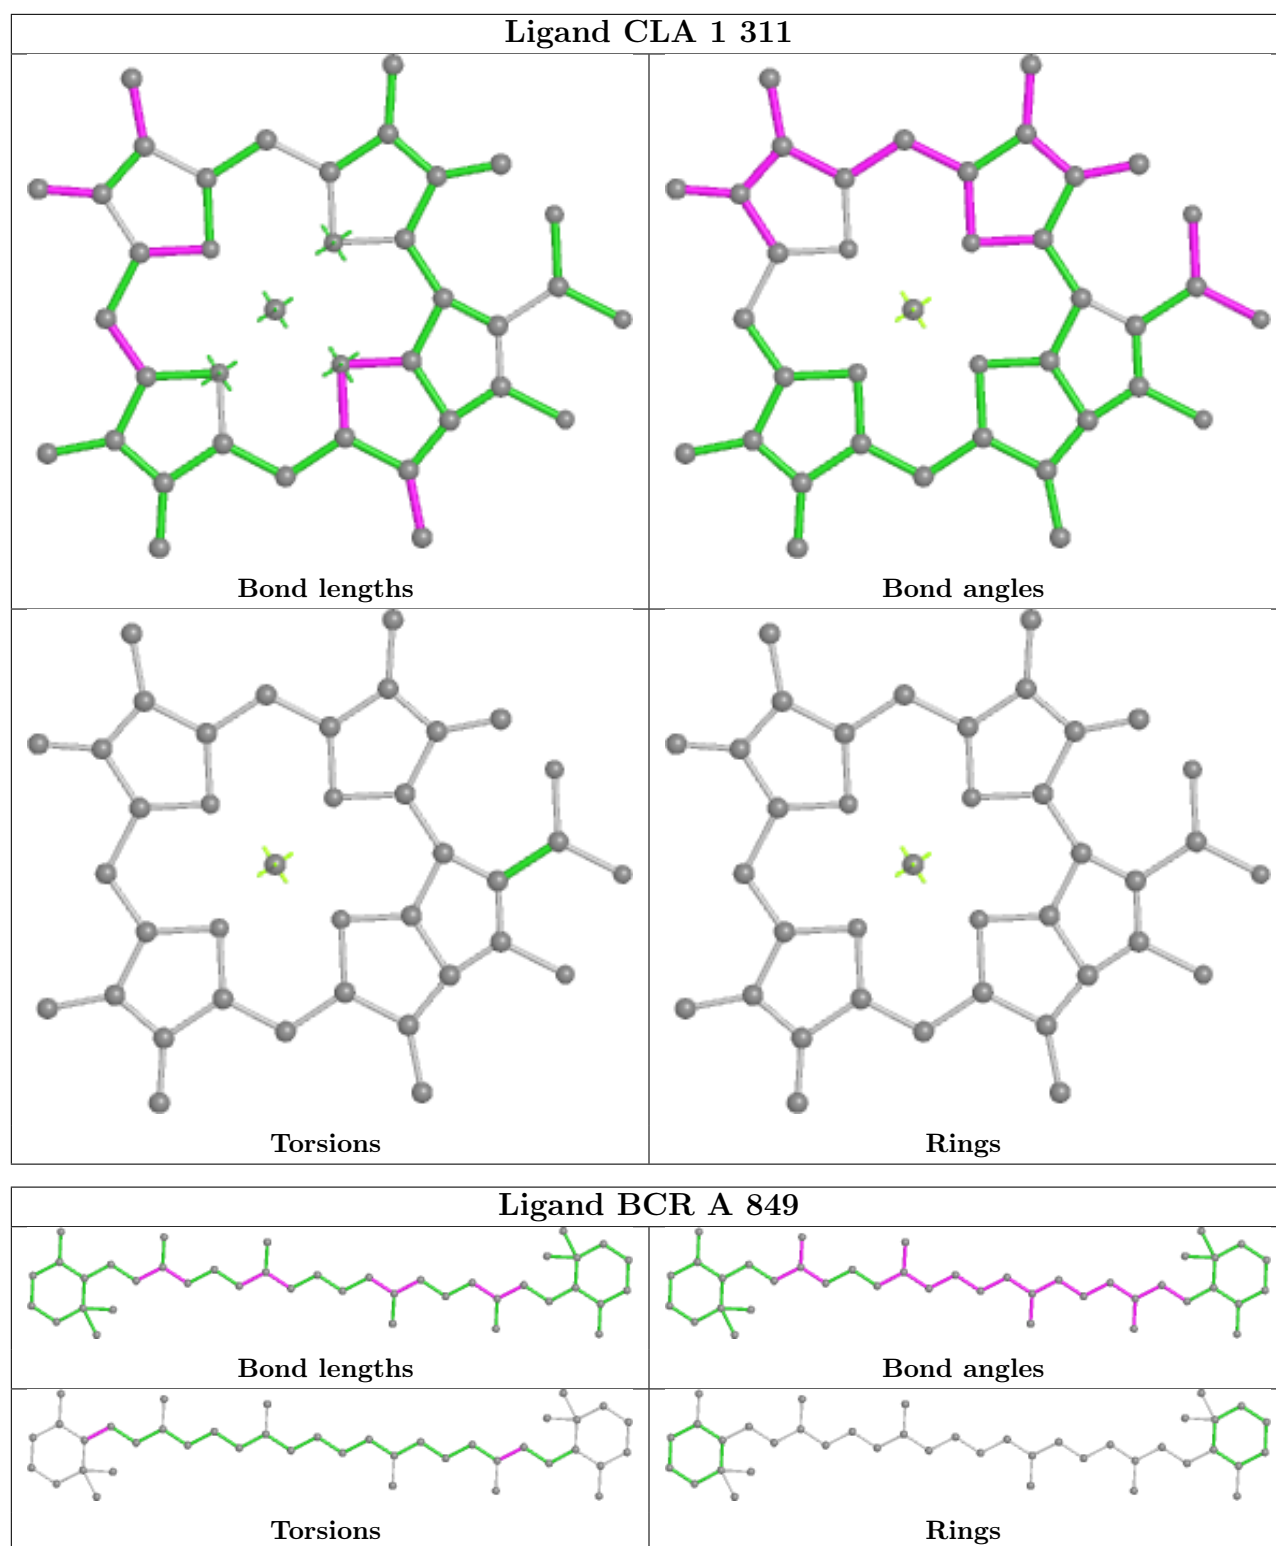 Ligand CLA 1 311
Bond lengths
Bond angles
Torsions
Rings
Ligand BCR A 849
Bond lengths
Bond angles
Torsions
Rings